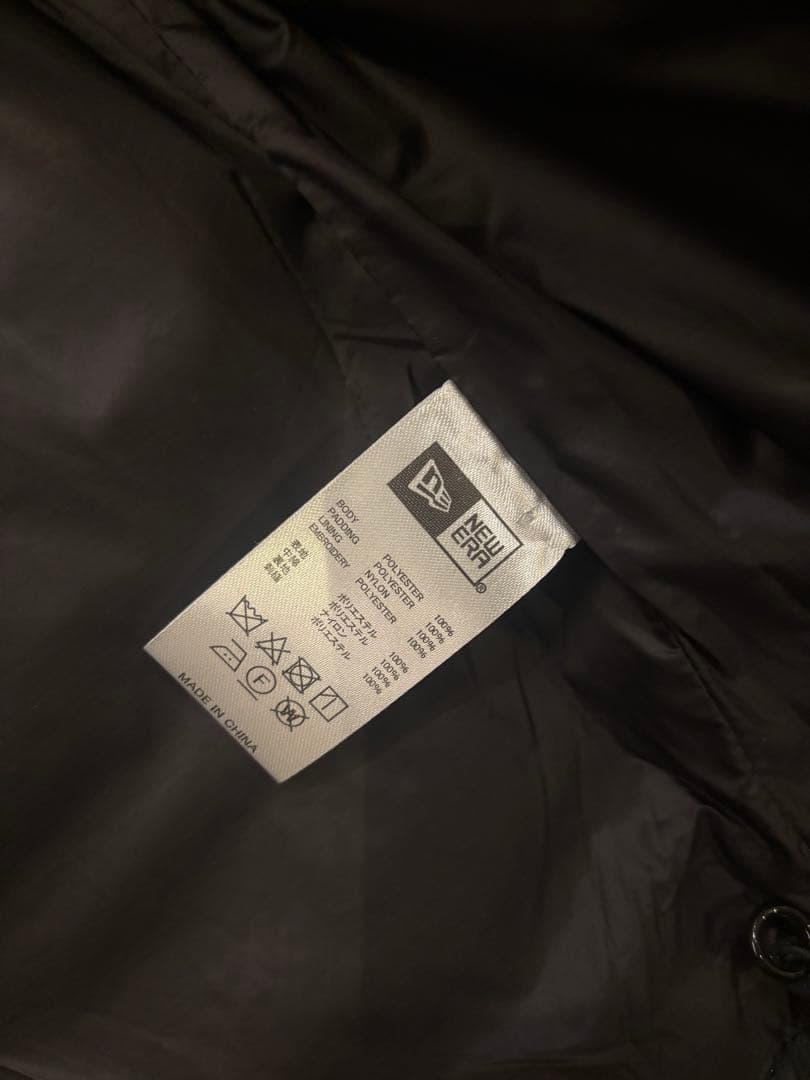 NEW
ERA®
BODY POLYESTER 100%
PADDING POLYESTER 100%
LINING NYLON 100%
EMBROIDERY POLYESTER 100%
表地 ポリエステル 100%
中綿 ポリエステル 100%
裏地 ナイロン 100%
刺繍 ポリエステル 100%
F
W
MADE IN CHINA